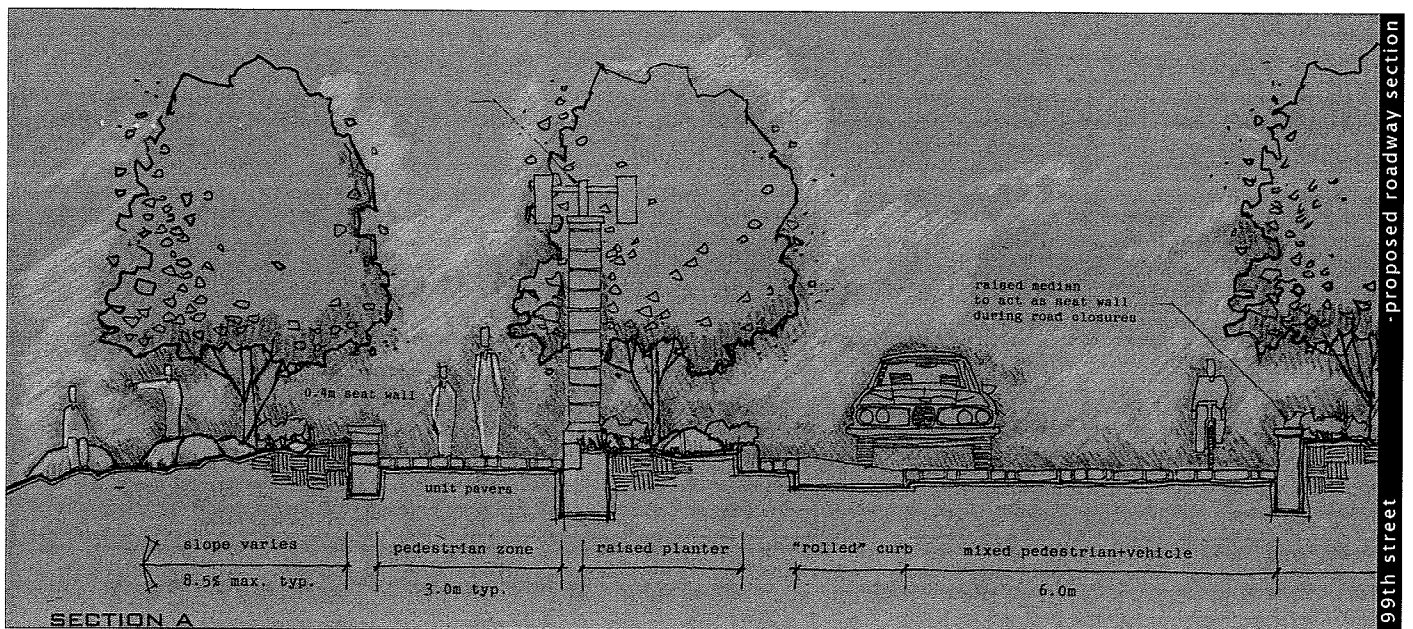 raised median
to act as seat wall
during road closures
0.4m seat wall
unit pavers
slope varies
8.5% max. typ.
pedestrian zone
3.0m typ.
raised planter
"rolled" curb
mixed pedestrian+vehicle
6.0m
SECTION A
99th street
-proposed roadway section